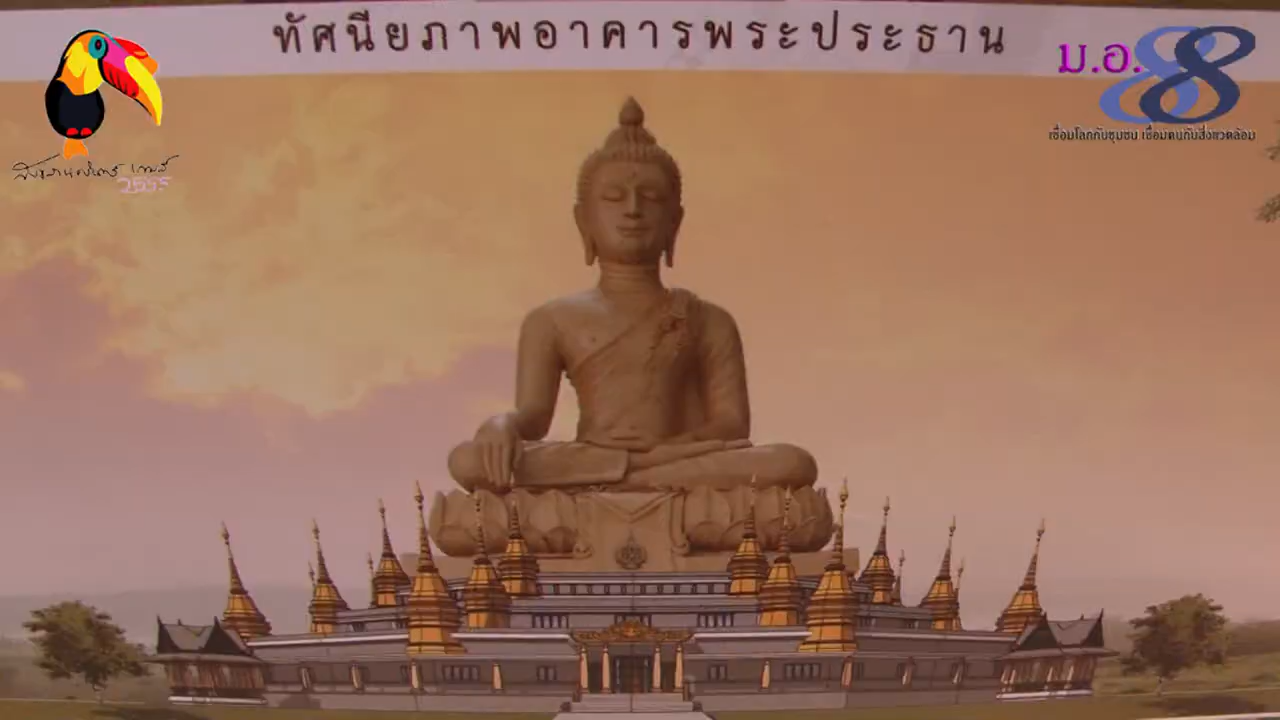 ทัศนียภาพอาคารพระประธาน
ม.อ.
88
เชื่อมโลกกับชุมชน เชื่อมคนกับสิ่งแวดล้อม
2555